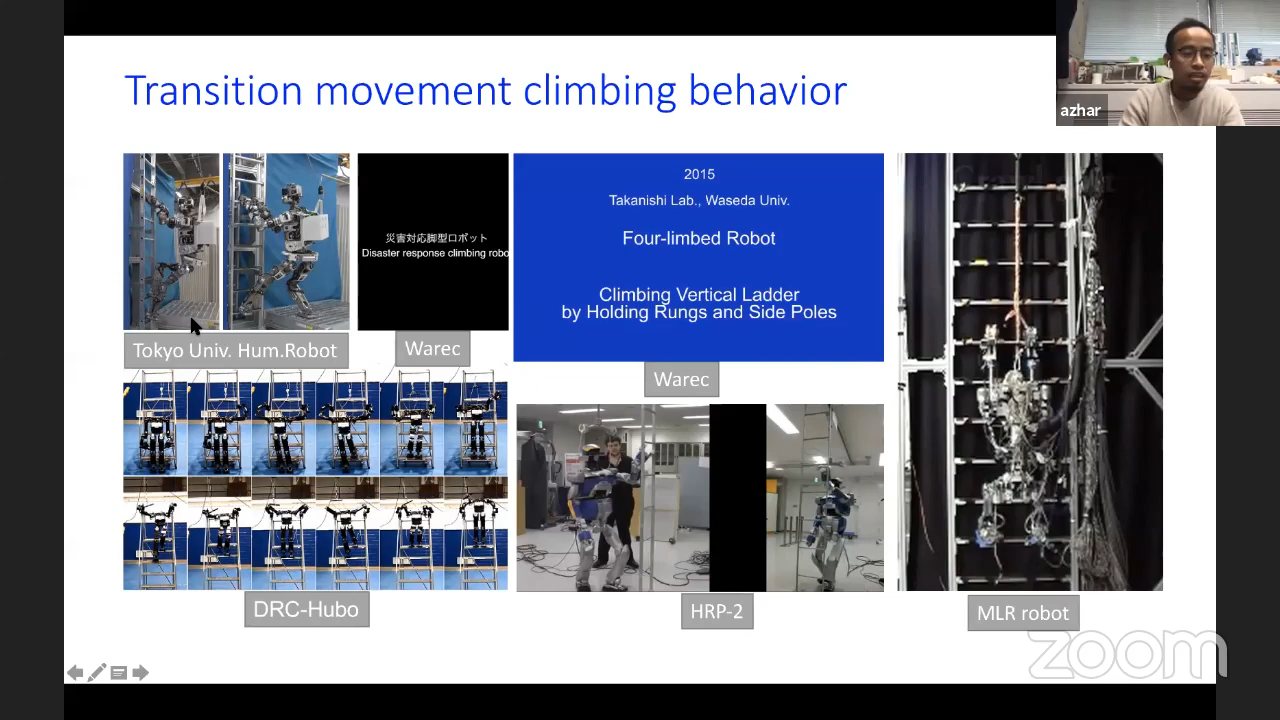 Transition movement climbing behavior
azhar
災害対応脚型ロボット
Disaster response climbing robo
2015
Takanishi Lab., Waseda Univ.
Four-limbed Robot
Climbing Vertical Ladder
by Holding Rungs and Side Poles
Tokyo Univ. Hum.Robot
Warec
Warec
DRC-Hubo
HRP-2
MLR robot
zoom